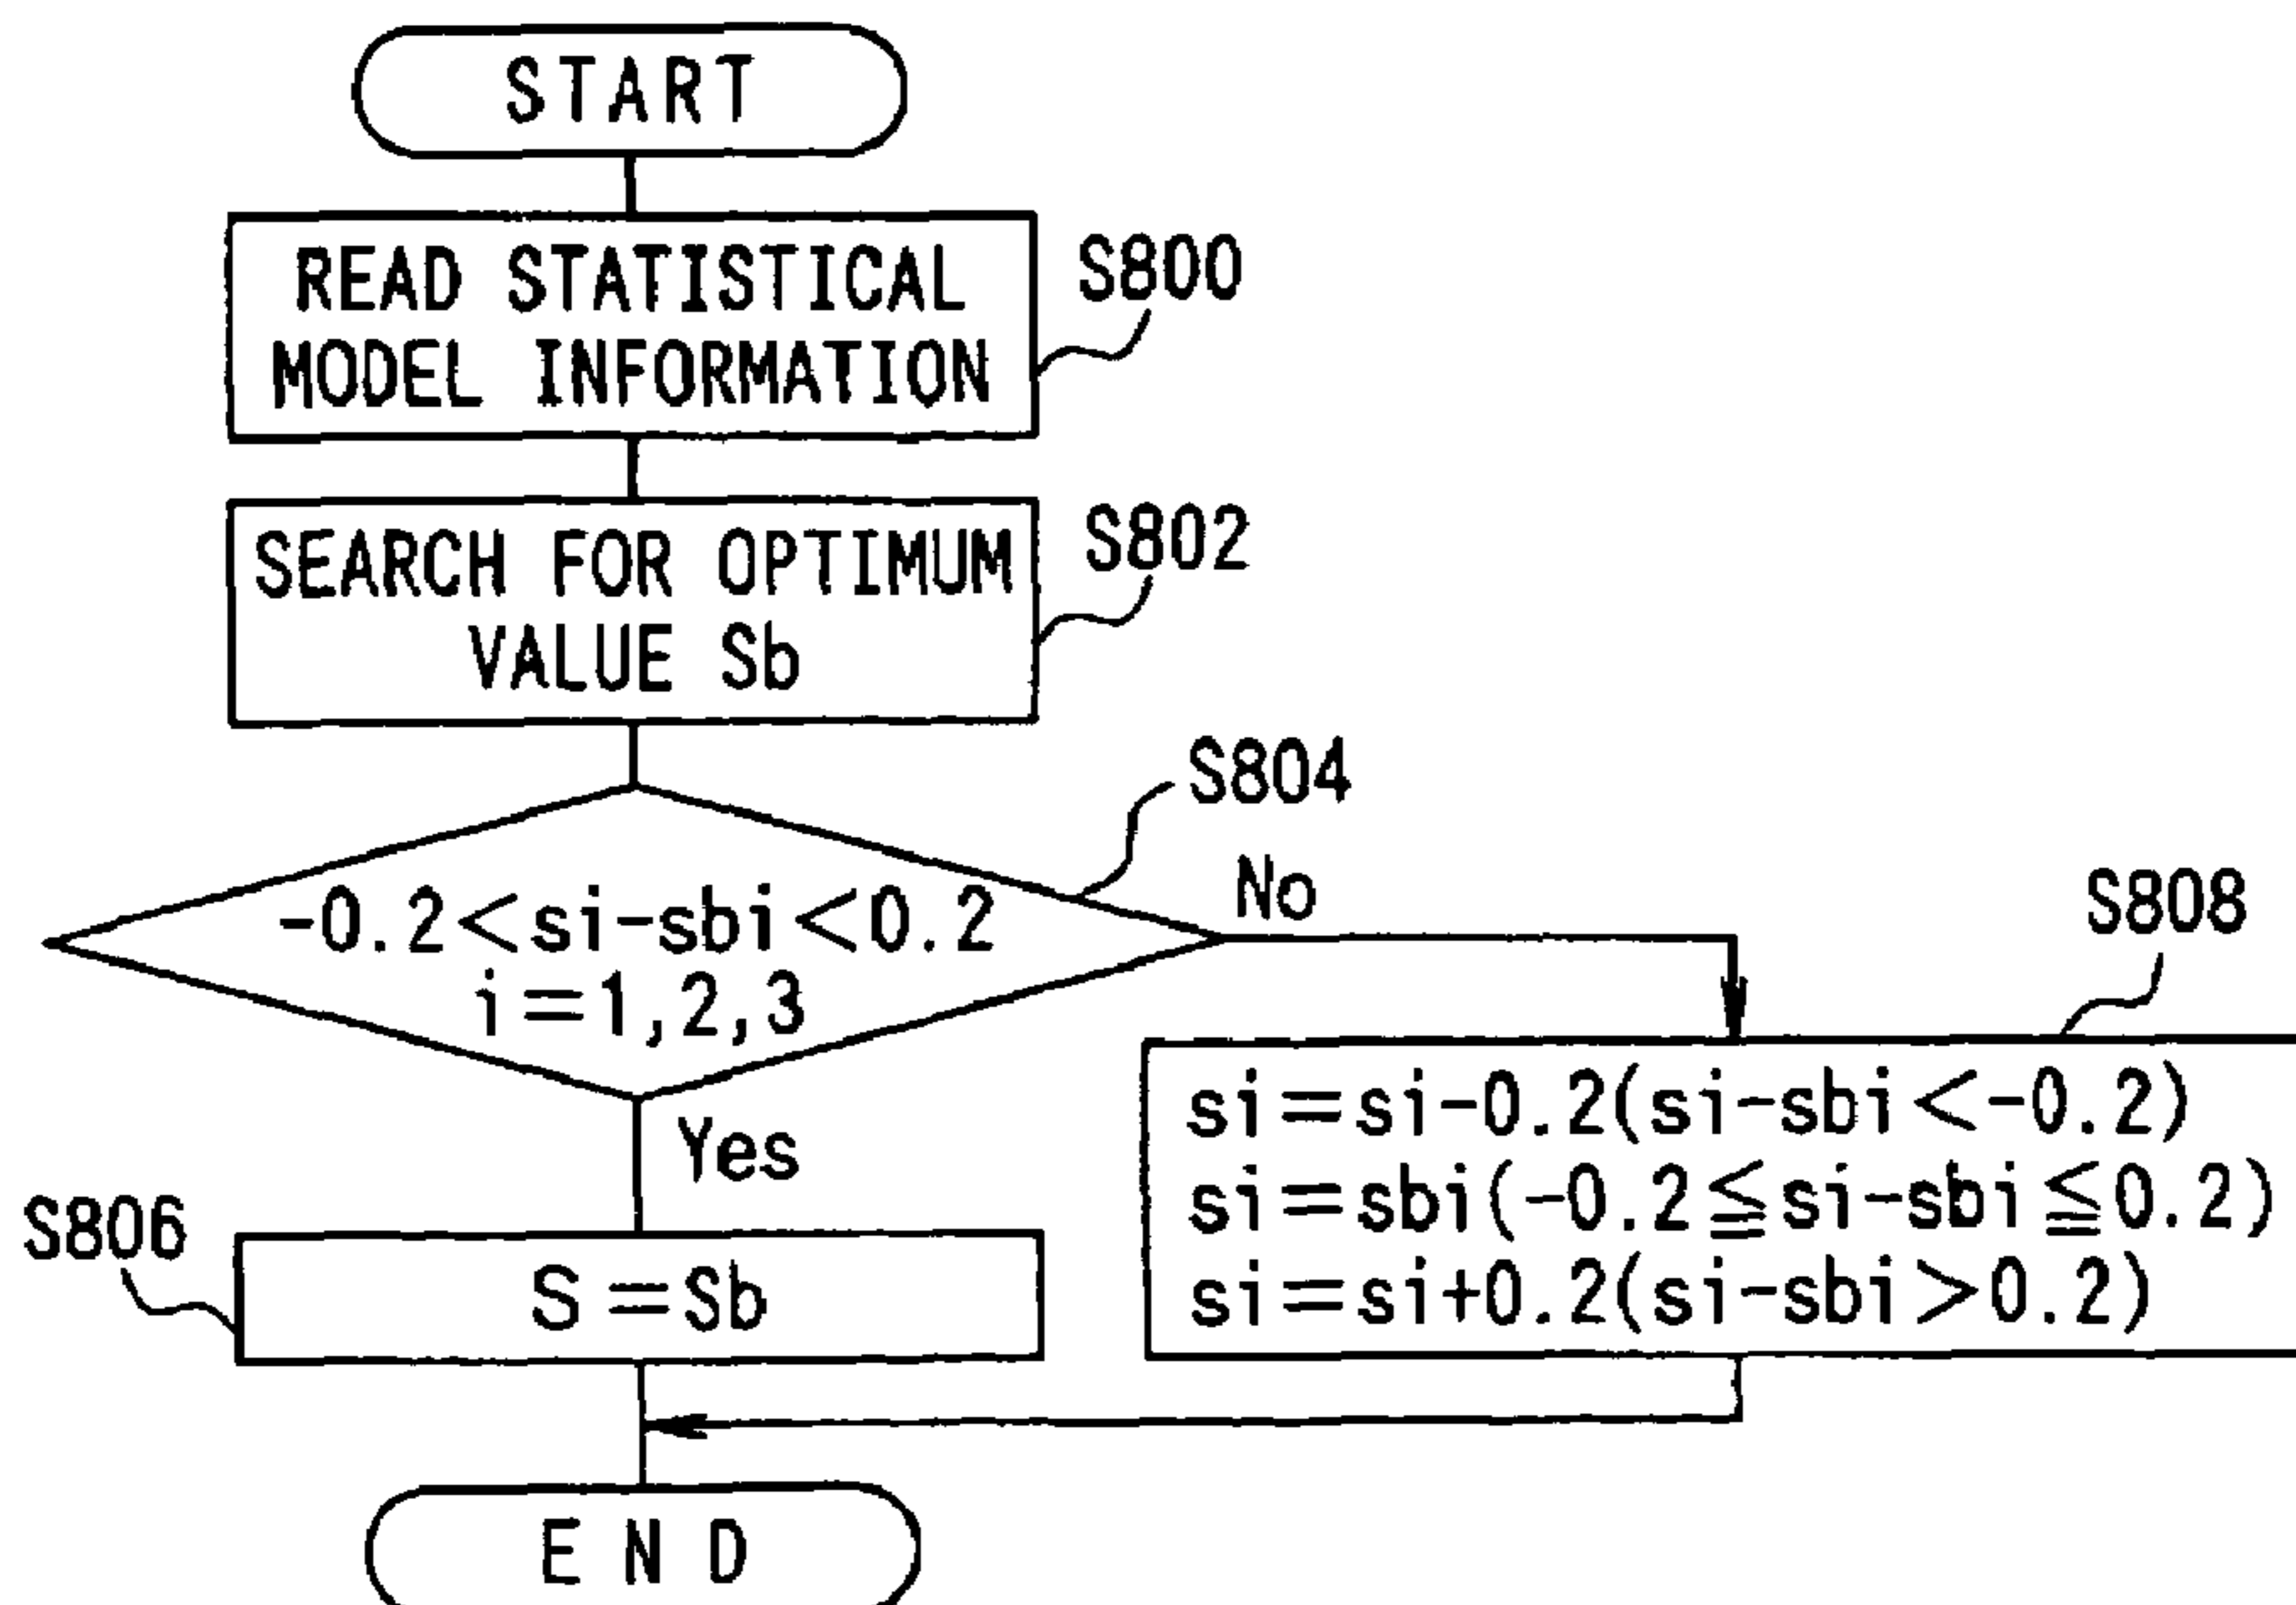 START
READ STATISTICAL
MODEL INFORMATION
S800
SEARCH FOR OPTIMUM
VALUE Sb
S802
S804
-0.2<si-sbi<0.2
i=1,2,3
No
Yes
S808
si=si-0.2(si-sbi<-0.2)
si=sbi(-0.2≦si-sbi≦0.2)
si=si+0.2(si-sbi>0.2)
S806
S=Sb
END